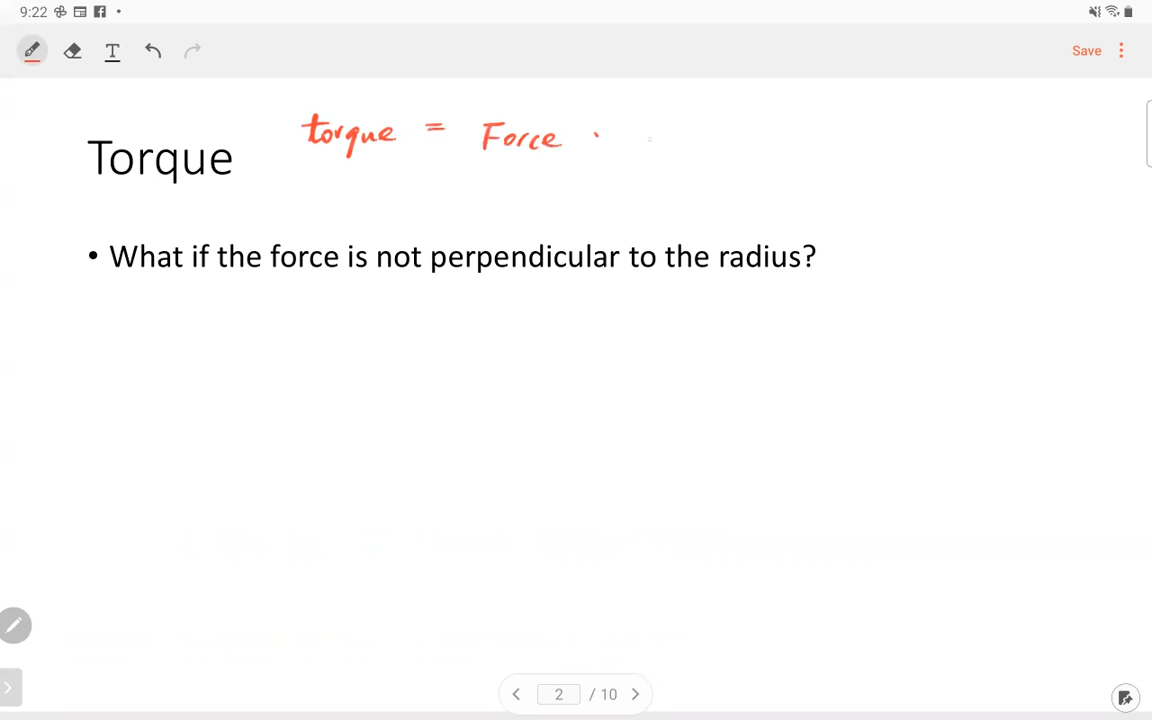 9:22
Save
torque = Force ·
Torque
• What if the force is not perpendicular to the radius?
2 / 10